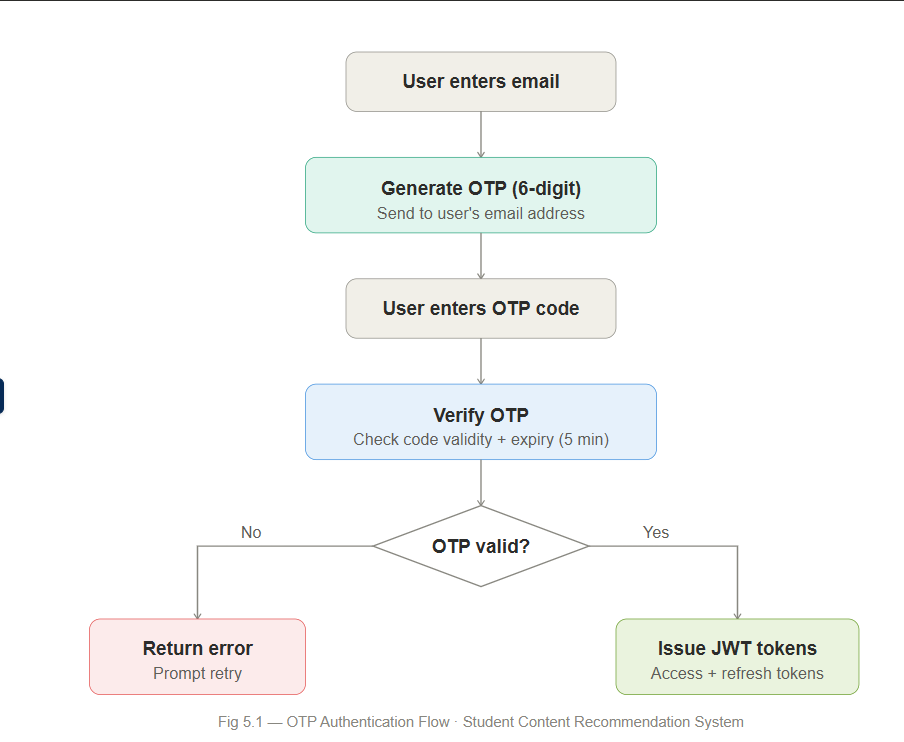 User enters email
Generate OTP (6-digit)
Send to user's email address
User enters OTP code
Verify OTP
Check code validity + expiry (5 min)
OTP valid?
No
Yes
Return error
Prompt retry
Issue JWT tokens
Access + refresh tokens
Fig 5.1 — OTP Authentication Flow · Student Content Recommendation System